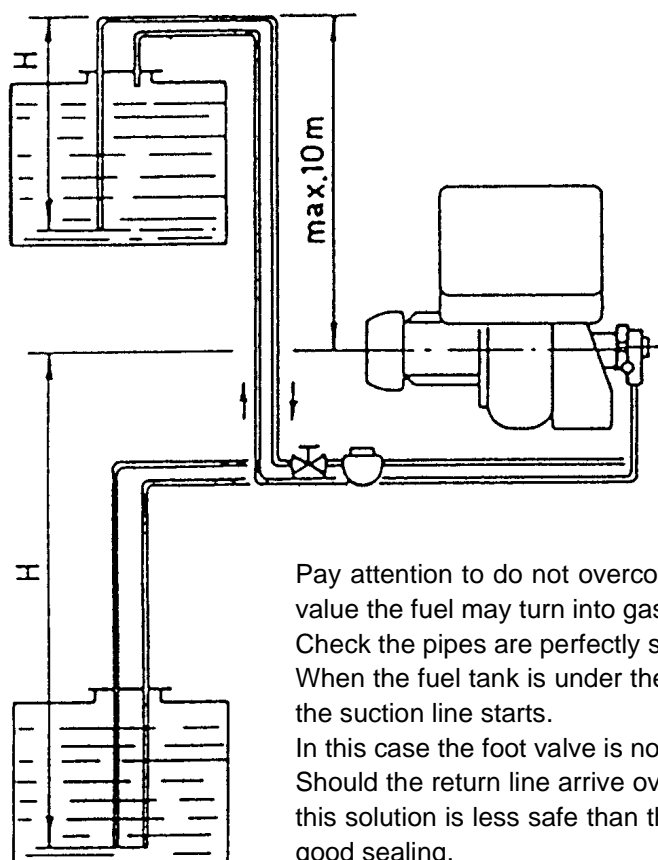 H
max.10m
H
Pay attention to do not overco
value the fuel may turn into gas
Check the pipes are perfectly s
When the fuel tank is under the
the suction line starts.
In this case the foot valve is no
Should the return line arrive ov
this solution is less safe than th
good sealing.